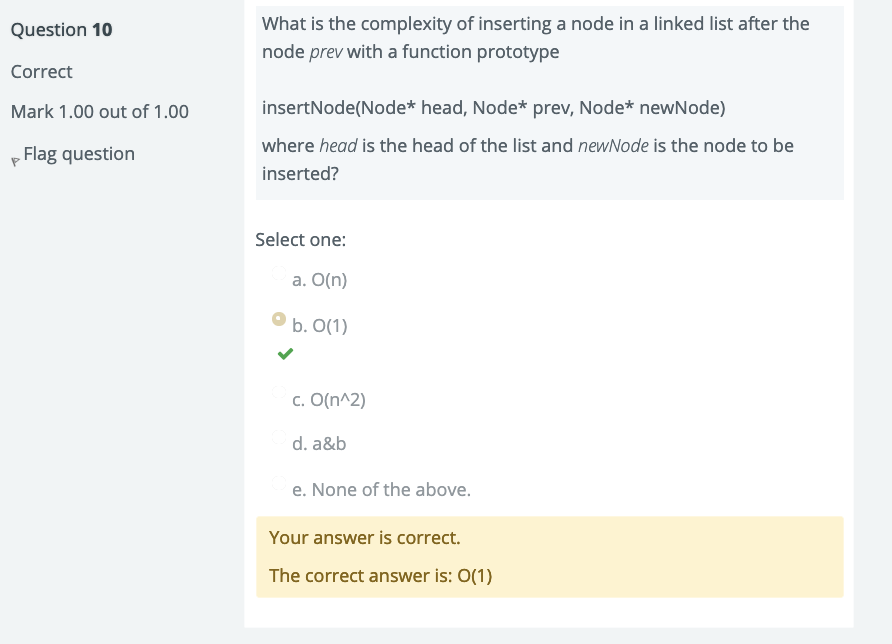 Question 10
Correct
Mark 1.00 out of 1.00
Flag question
What is the complexity of inserting a node in a linked list after the
node prev with a function prototype
insertNode(Node* head, Node* prev, Node* newNode)
where head is the head of the list and newNode is the node to be
inserted?
Select one:
a. O(n)
b. O(1)
c. O(n^2)
d. a&b
e. None of the above.
Your answer is correct.
The correct answer is: O(1)